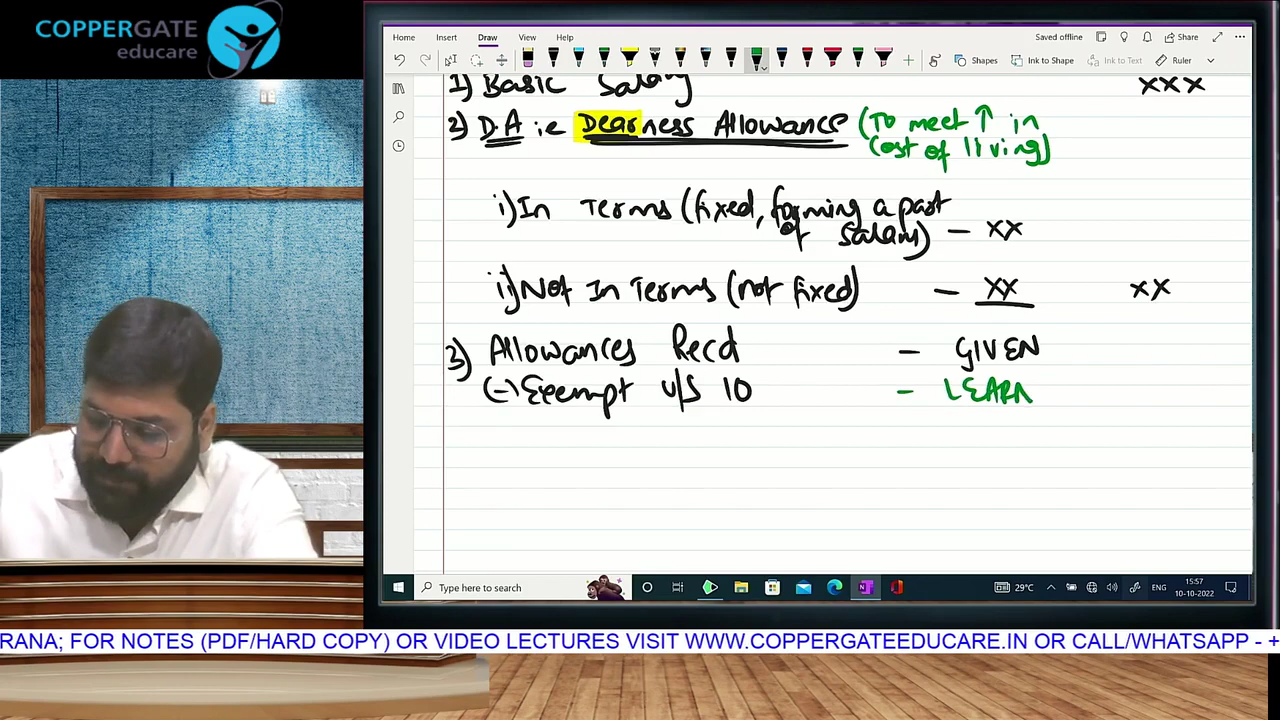 COPPERGATE
educare
Home Insert Draw View Help
Saved offline
Share
Shapes
Ink to Shape
Ink to Text
Ruler
1) Basic Salary XXX
2) D.A ie Dearness Allowance (To meet ↑ in
Cost of living)
i) In Terms (fixed, forming a part
of Salary) – XX
ii) Not In Terms (not fixed) – XX XX
3) Allowances Recd – GIVEN
(–) Exempt u/s 10 – LEARN
Type here to search
29°C
ENG
15:57
10-10-2022
RANA; FOR NOTES (PDF/HARD COPY) OR VIDEO LECTURES VISIT WWW.COPPERGATEEDUCARE.IN OR CALL/WHATSAPP - +